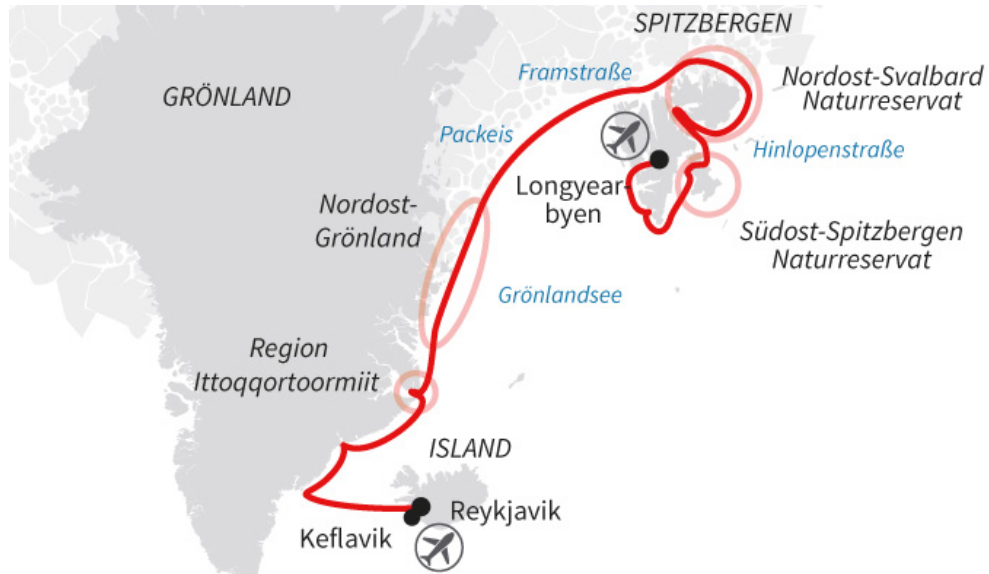 SPITZBERGEN
Framstraße
Nordost-Svalbard
Naturreservat
GRÖNLAND
Packeis
Hinlopenstraße
Longyear-
byen
Nordost-
Grönland
Südost-Spitzbergen
Naturreservat
Grönlandsee
Region
Ittoqqortoormiit
ISLAND
Reykjavik
Keflavik